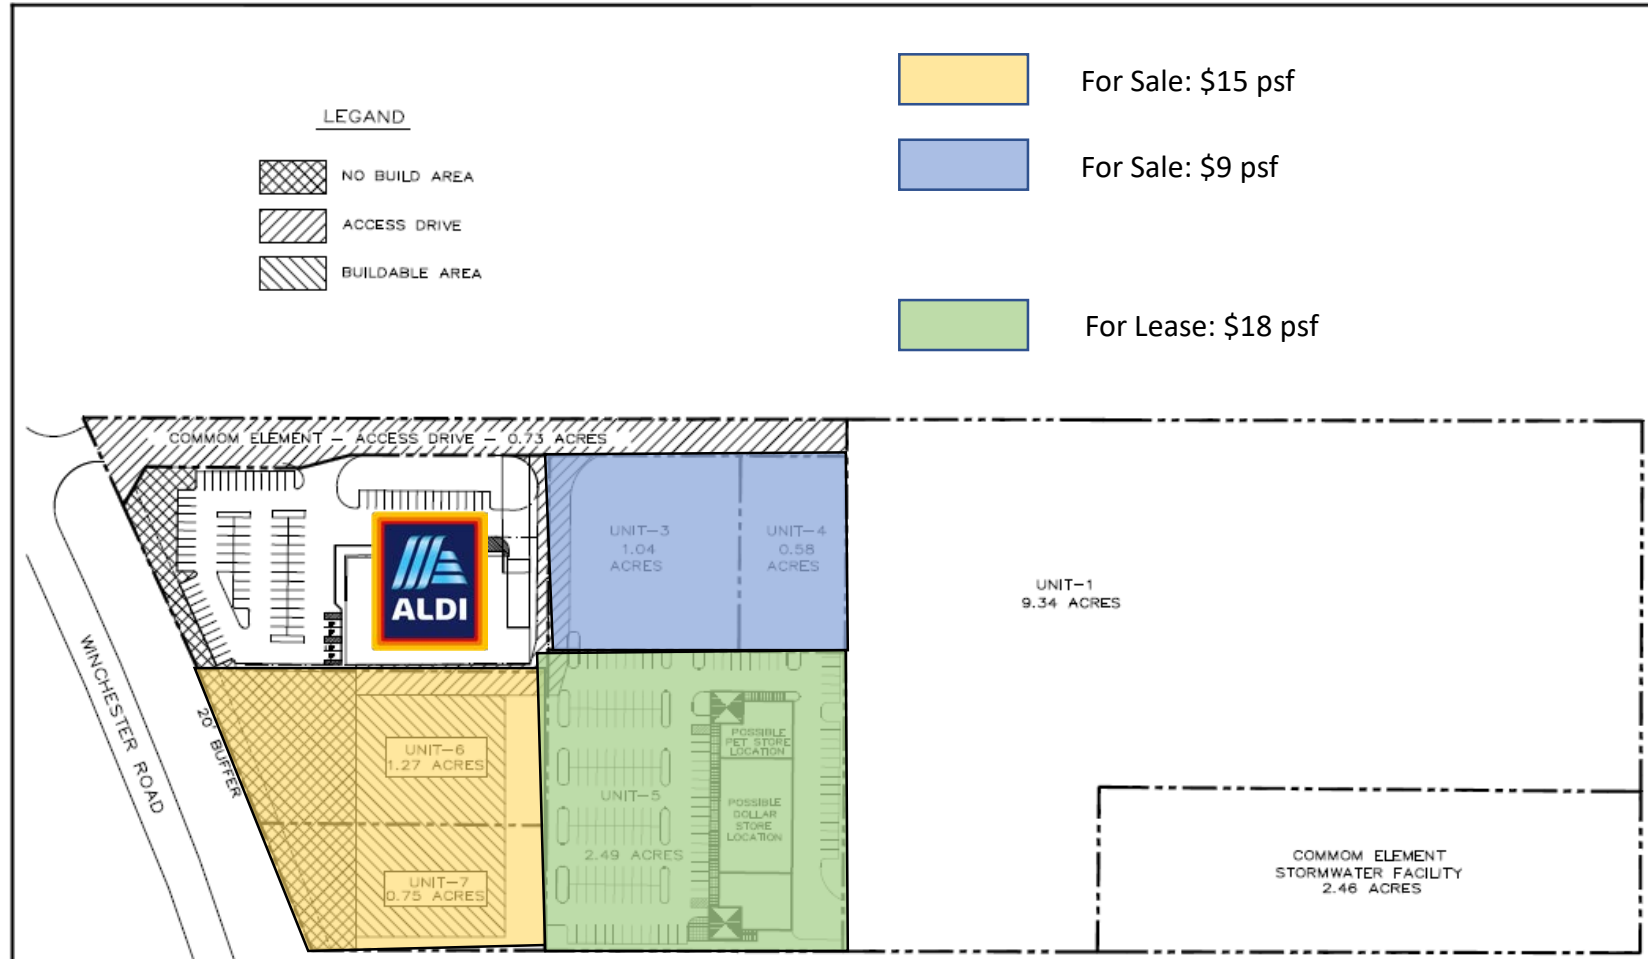 For Sale: $15 psf
LEGAND
NO BUILD AREA
For Sale: $9 psf
ACCESS DRIVE
BUILDABLE AREA
For Lease: $18 psf
COMMOM ELEMENT – ACCESS DRIVE – 0.73 ACRES
UNIT–3
1.04
ACRES
UNIT–4
0.58
ACRES
ALDI
UNIT–1
9.34 ACRES
WINCHESTER ROAD
20' BUFFER
UNIT–6
1.27 ACRES
POSSIBLE
PET STORE
LOCATION
UNIT–5
2.49 ACRES
POSSIBLE
DOLLAR
STORE
LOCATION
UNIT–7
0.75 ACRES
COMMOM ELEMENT
STORMWATER FACILITY
2.46 ACRES